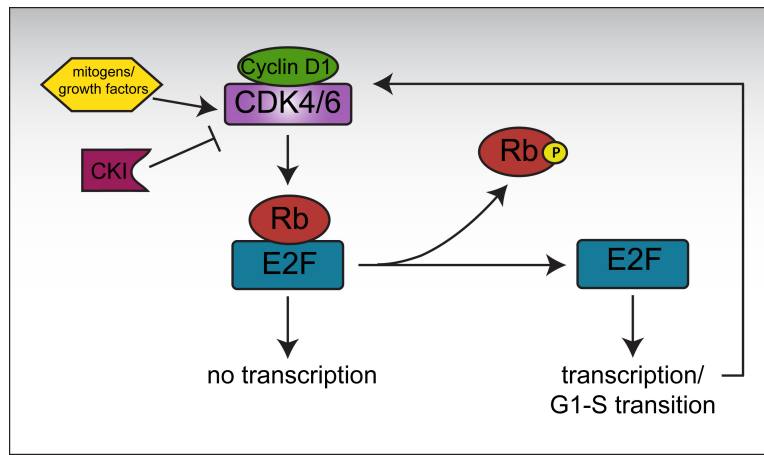 Cyclin D1
mitogens/
growth factors
CDK4/6
CKI
Rb
P
Rb
E2F
E2F
no transcription
transcription/
G1-S transition